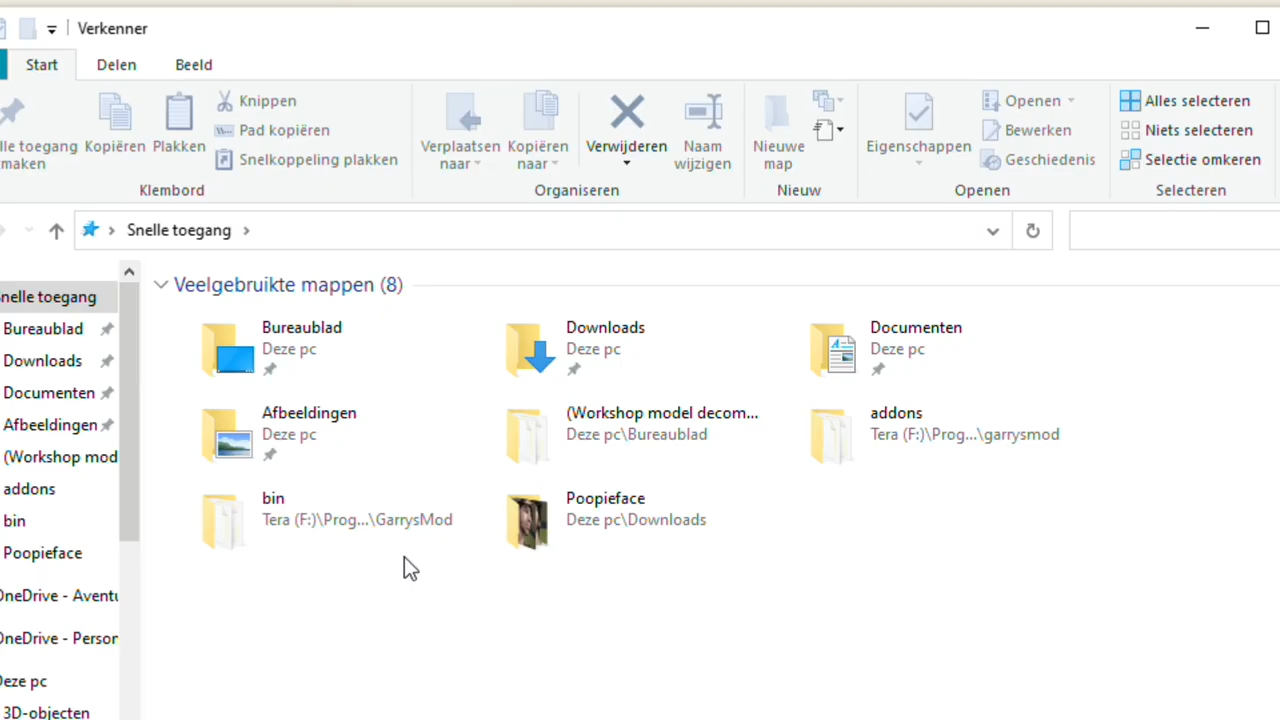 Verkenner
Start Delen Beeld
Knippen
Pad kopiëren
Snelkoppeling plakken
lle toegang
maken
Kopiëren
Plakken
Klembord
Verplaatsen
naar
Kopiëren
naar
Verwijderen
Naam
wijzigen
Organiseren
Nieuwe
map
Nieuw
Eigenschappen
Openen
Bewerken
Geschiedenis
Openen
Alles selecteren
Niets selecteren
Selectie omkeren
Selecteren
Snelle toegang
nelle toegang
Bureaublad
Downloads
Documenten
Afbeeldingen
(Workshop mod
addons
bin
Poopieface
OneDrive - Aventu
OneDrive - Person
Deze pc
3D-objecten
Veelgebruikte mappen (8)
Bureaublad
Deze pc
Downloads
Deze pc
Documenten
Deze pc
Afbeeldingen
Deze pc
(Workshop model decom...
Deze pc\Bureaublad
addons
Tera (F:)\Prog...\garrysmod
bin
Tera (F:)\Prog...\GarrysMod
Poopieface
Deze pc\Downloads